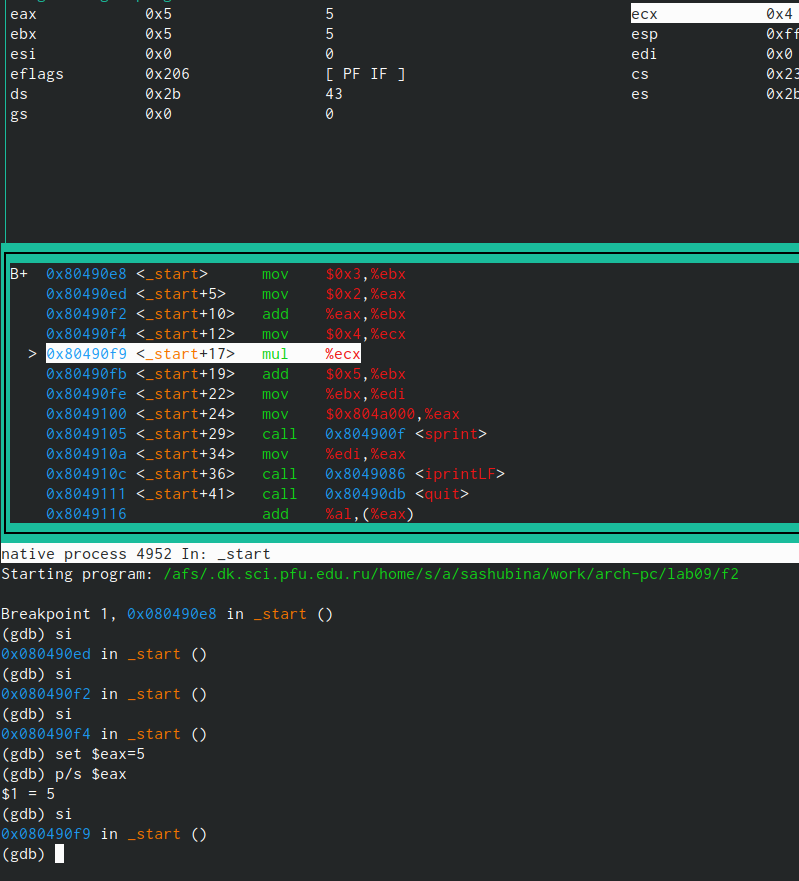 eax 0x5 5 ecx 0x4
ebx 0x5 5 esp 0xff
esi 0x0 0 edi 0x0
eflags 0x206 [ PF IF ] cs 0x23
ds 0x2b 43 es 0x2b
gs 0x0 0
B+ 0x80490e8 <_start> mov $0x3,%ebx
0x80490ed <_start+5> mov $0x2,%eax
0x80490f2 <_start+10> add %eax,%ebx
0x80490f4 <_start+12> mov $0x4,%ecx
> 0x80490f9 <_start+17> mul %ecx
0x80490fb <_start+19> add $0x5,%ebx
0x80490fe <_start+22> mov %ebx,%edi
0x8049100 <_start+24> mov $0x804a000,%eax
0x8049105 <_start+29> call 0x804900f <sprint>
0x804910a <_start+34> mov %edi,%eax
0x804910c <_start+36> call 0x8049086 <iprintLF>
0x8049111 <_start+41> call 0x80490db <quit>
0x8049116 add %al,(%eax)
native process 4952 In: _start
Starting program: /afs/.dk.sci.pfu.edu.ru/home/s/a/sashubina/work/arch-pc/lab09/f2
Breakpoint 1, 0x080490e8 in _start ()
(gdb) si
0x080490ed in _start ()
(gdb) si
0x080490f2 in _start ()
(gdb) si
0x080490f4 in _start ()
(gdb) set $eax=5
(gdb) p/s $eax
$1 = 5
(gdb) si
0x080490f9 in _start ()
(gdb)